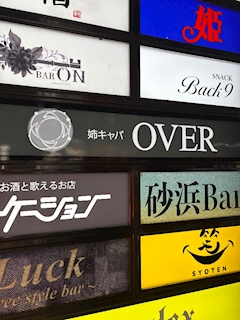 姫
BAR ON
SNACK
Back9
姉キャバ OVER
お酒と歌えるお店
ケーション
砂浜Bar
笑
SYOTEN
Luck
style bar ~